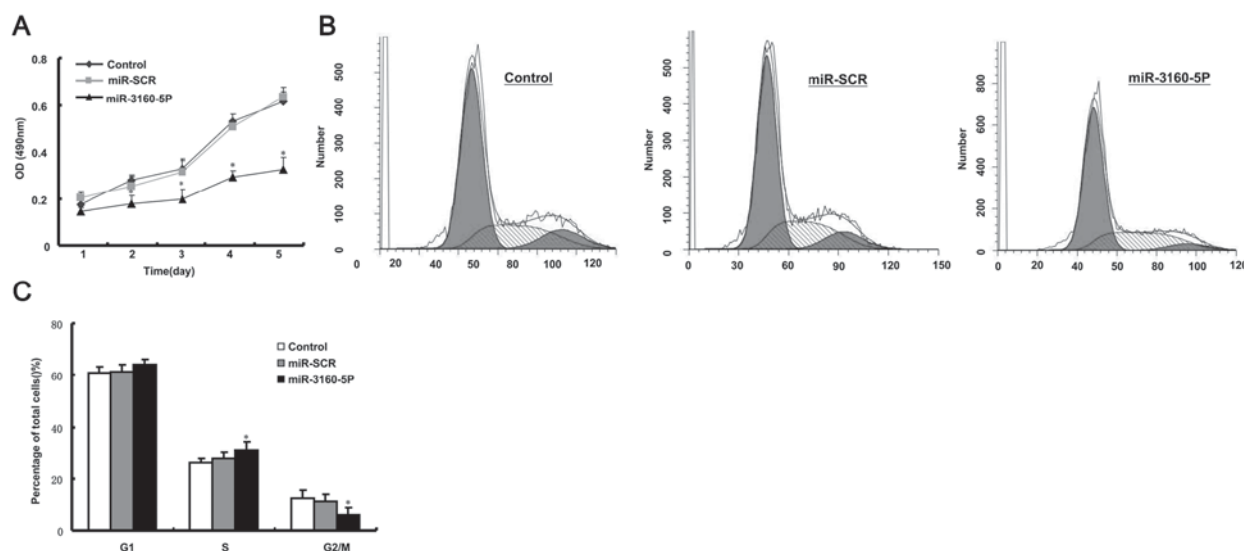 A
0.8
0.6
0.4
0.2
0
OD (490nm)
Control
miR-SCR
miR-3160-5P
*
*
*
*
1 2 3 4 5
Time(day)
B
Control
Number
500
400
300
200
100
0
0 20 50 80 100 120
miR-SCR
Number
500
400
300
200
100
0
0 30 60 90 120 150
miR-3160-5P
Number
800
600
400
200
0
0 20 40 60 80 100 120
C
80
60
40
20
0
Percentage of total cells()%)
Control
miR-SCR
miR-3160-5P
*
*
G1 S G2/M